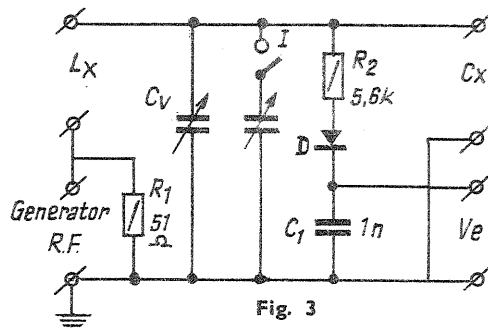 Lx
Cv
I
R2
5,6k
Cx
D
Generator
R.F.
R1
51
Ω
C1
1n
Ve
Fig. 3